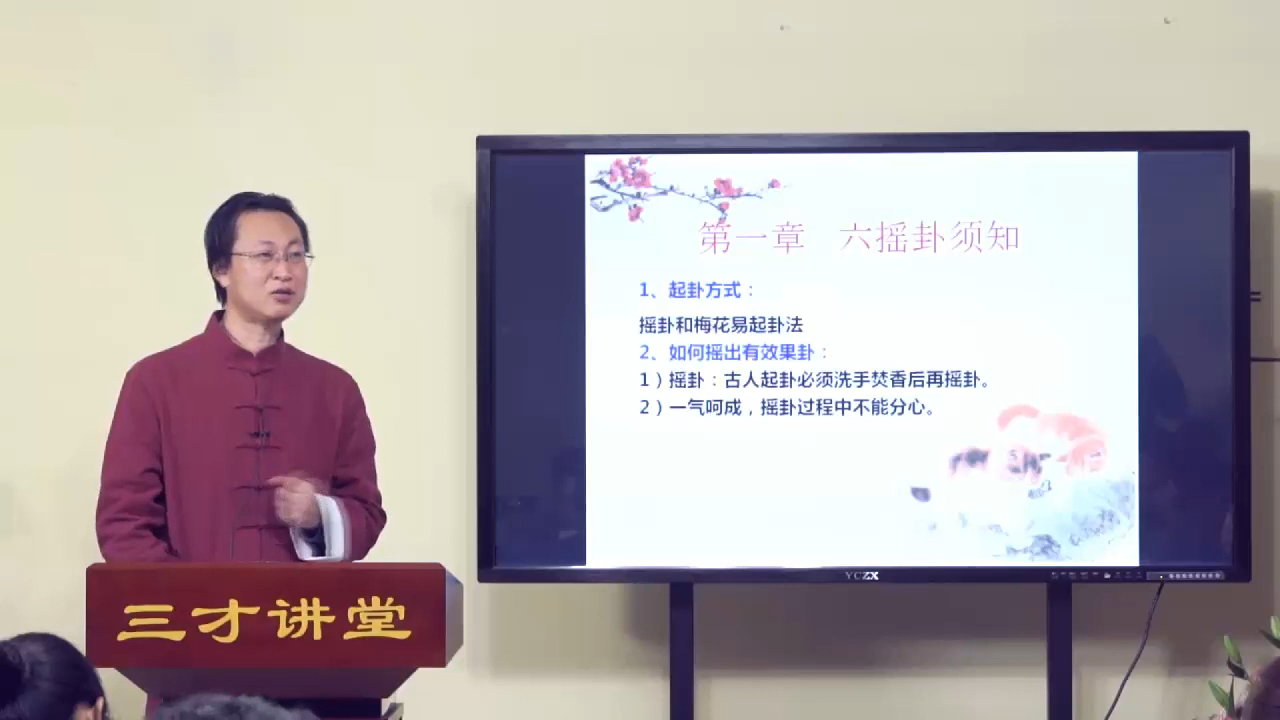 第一章 六摇卦须知
1、起卦方式：
摇卦和梅花易起卦法
2、如何摇出有效果卦：
1）摇卦：古人起卦必须洗手焚香后再摇卦。
2）一气呵成，摇卦过程中不能分心。
YCZX
三才讲堂